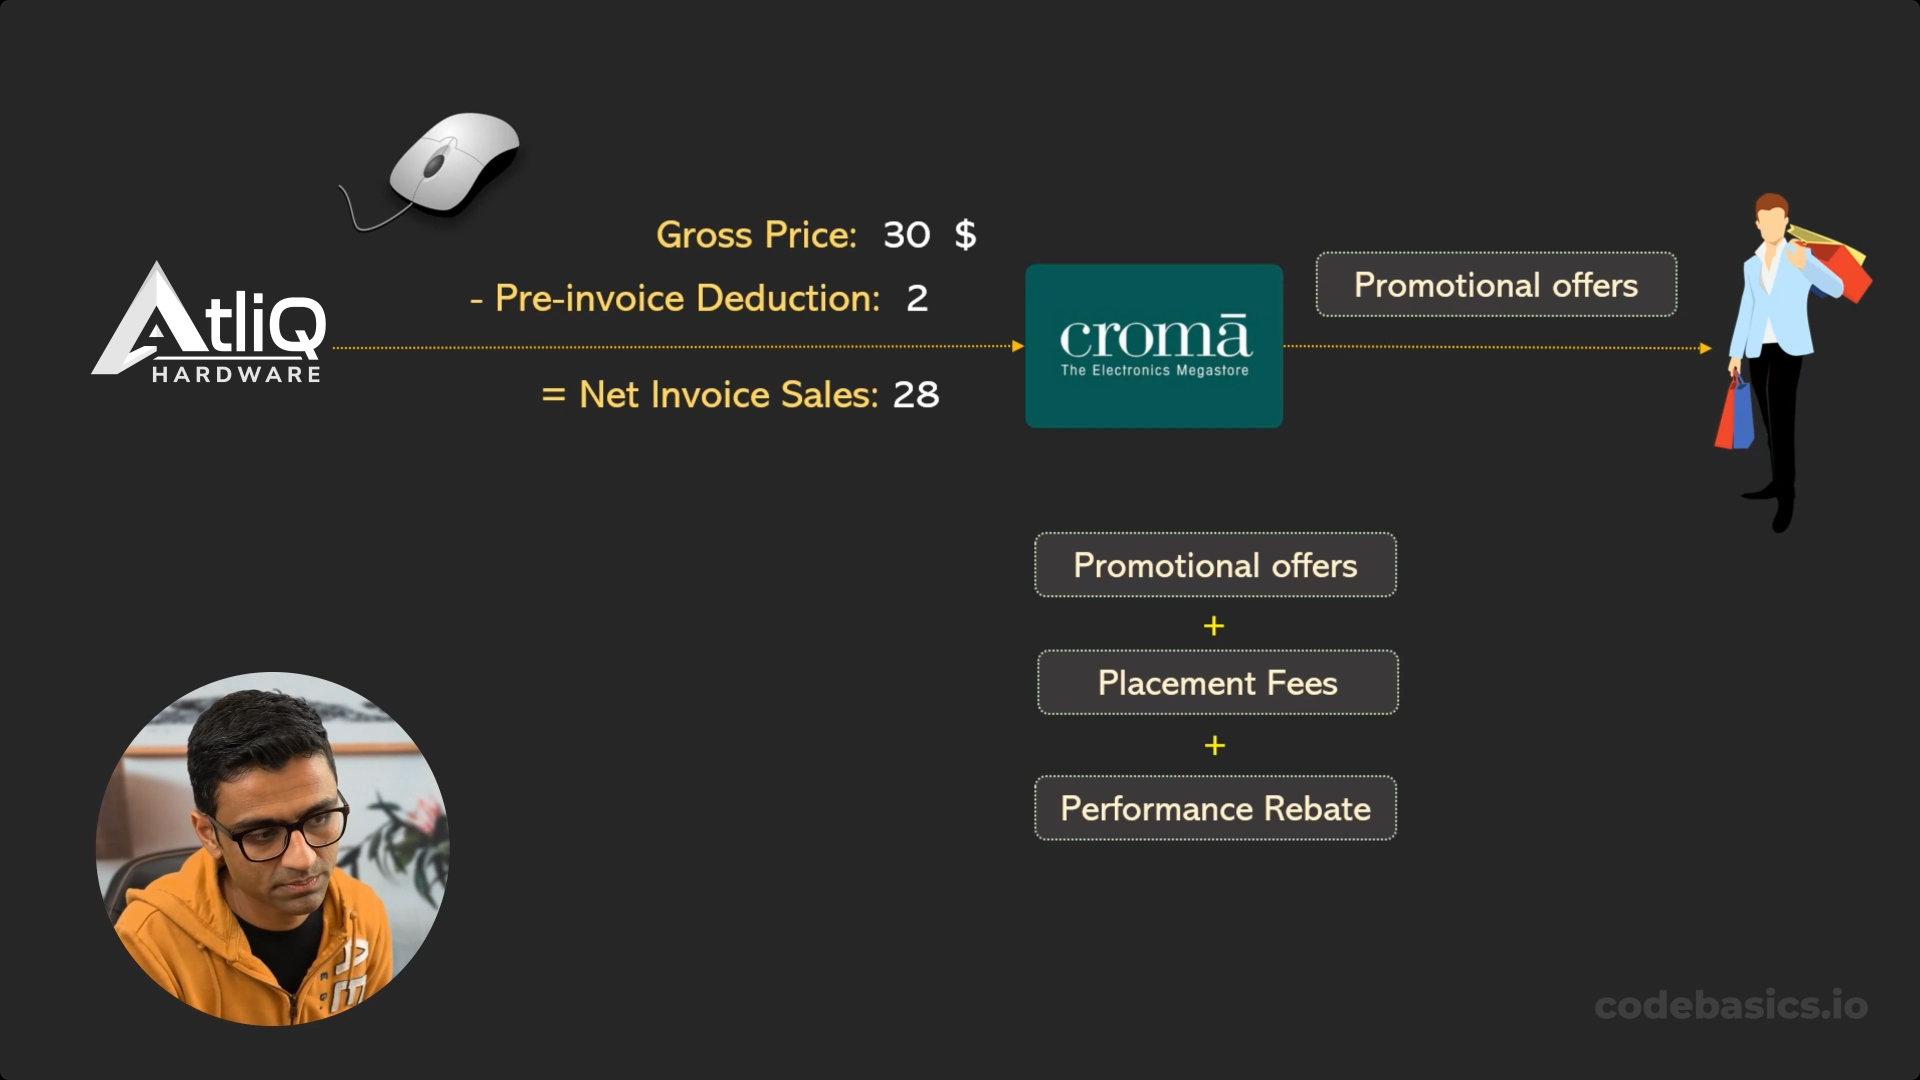 Gross Price: 30 $
- Pre-invoice Deduction: 2
= Net Invoice Sales: 28
AtliQ
HARDWARE
cromā
The Electronics Megastore
Promotional offers
Promotional offers
+
Placement Fees
+
Performance Rebate
codebasics.io